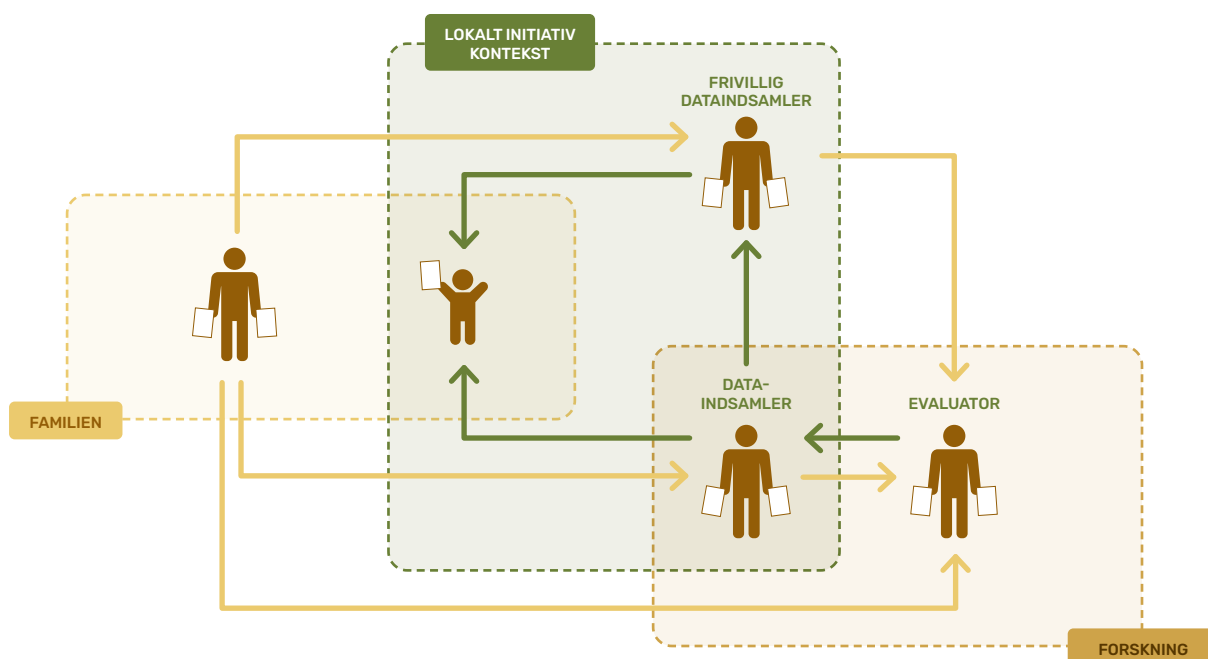 LOKALT INITIATIV
KONTEKST
FRIVILLIG
DATAINDSAMLER
DATA-
INDSAMLER
EVALUATOR
FAMILIEN
FORSKNING